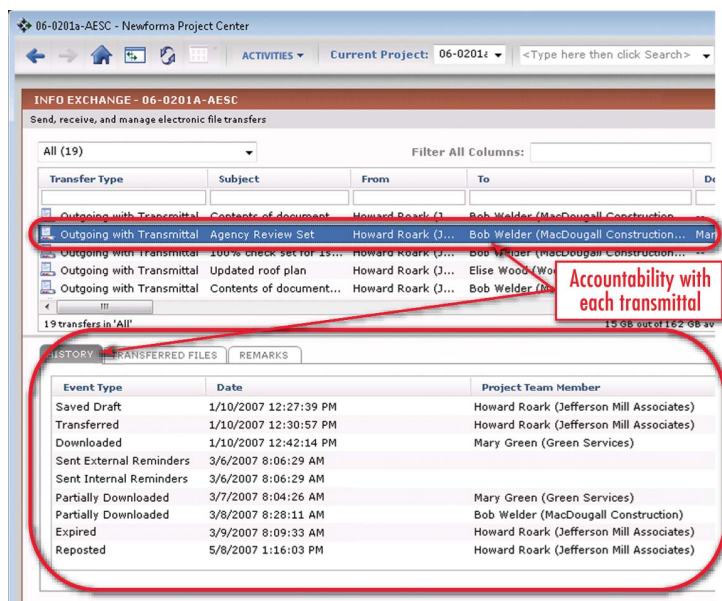 06-0201a-AESC - Newforma Project Center
ACTIVITIES Current Project: 06-0201 <Type here then click Search>
INFO EXCHANGE - 06-0201A-AESC
Send, receive, and manage electronic file transfers
All (19) Filter All Columns:
Transfer Type Subject From To
Outgoing with Transmittal Contents of document Howard Roark (J... Bob Welder (MacDougall Construction --
Outgoing with Transmittal Agency Review Set Howard Roark (J... Bob Welder (MacDougall Construction... Mar
Outgoing with Transmittal 100% check set for 1s... Howard Roark (J... Bob Welder (MacDougall Construction...
Outgoing with Transmittal Updated roof plan Howard Roark (J... Elise Wood
Outgoing with Transmittal Contents of document... Howard Roark (J... Bob Welder
Accountability with
each transmittal
19 transfers in 'All' 15 GB out of 162 GB av
HISTORY TRANSFERRED FILES REMARKS
Event Type Date Project Team Member
Saved Draft 1/10/2007 12:27:39 PM Howard Roark (Jefferson Mill Associates)
Transferred 1/10/2007 12:30:57 PM Howard Roark (Jefferson Mill Associates)
Downloaded 1/10/2007 12:42:14 PM Mary Green (Green Services)
Sent External Reminders 3/6/2007 8:06:29 AM
Sent Internal Reminders 3/6/2007 8:06:29 AM
Partially Downloaded 3/7/2007 8:04:26 AM Mary Green (Green Services)
Partially Downloaded 3/8/2007 8:28:11 AM Bob Welder (MacDougall Construction)
Expired 3/9/2007 8:09:33 AM Howard Roark (Jefferson Mill Associates)
Reposted 5/8/2007 1:16:03 PM Howard Roark (Jefferson Mill Associates)